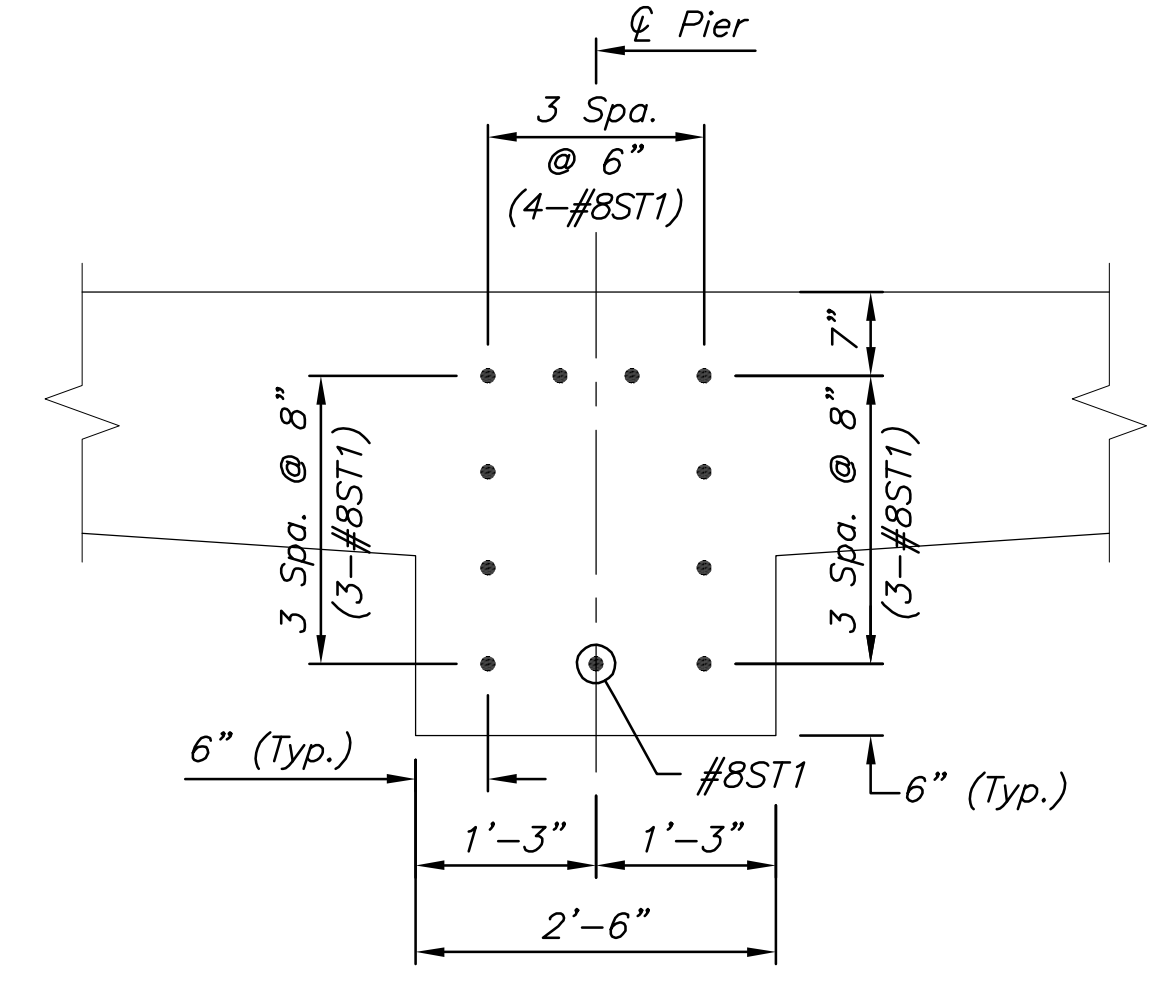 ℄ Pier
3 Spa.
@ 6”
(4-#8ST1)
7”
3 Spa. @ 8”
(3-#8ST1)
3 Spa. @ 8”
(3-#8ST1)
6” (Typ.)
#8ST1
6” (Typ.)
1’-3”
1’-3”
2’-6”